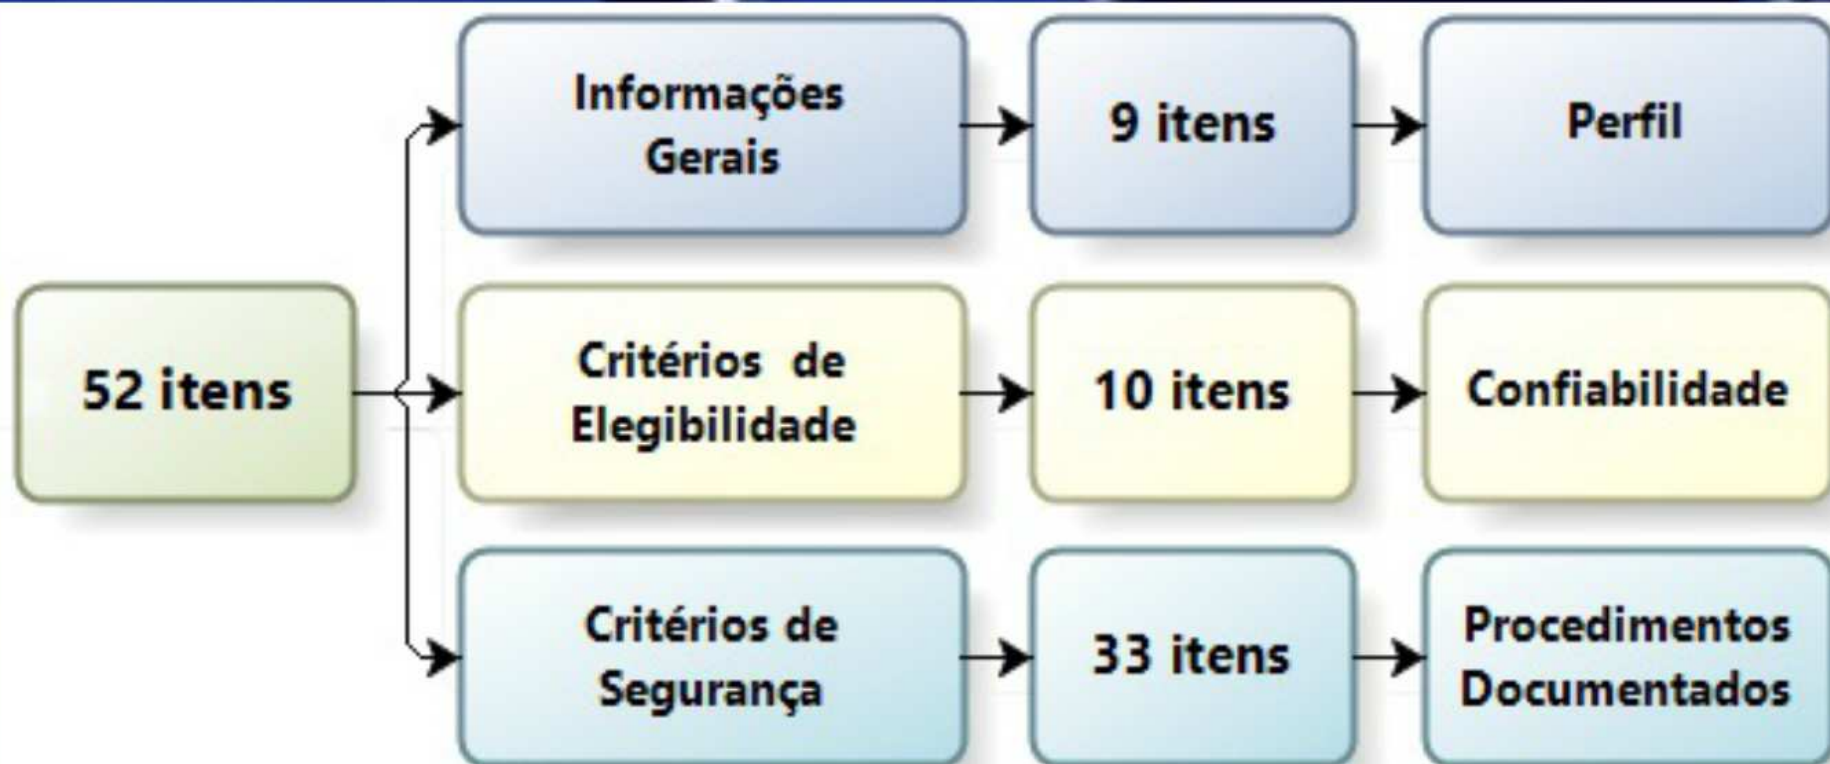 Informações
Gerais
9 itens
Perfil
52 itens
Critérios de
Elegibilidade
10 itens
Confiabilidade
Critérios de
Segurança
33 itens
Procedimentos
Documentados